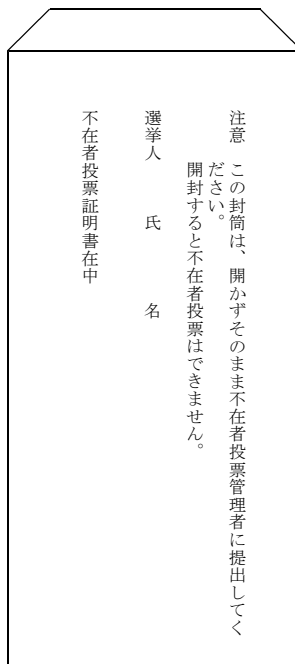 注意　この封筒は、開かずそのまま不在者投票管理者に提出してく
ださい。
開封すると不在者投票はできません。
選挙人　　氏　　　名
不在者投票証明書在中